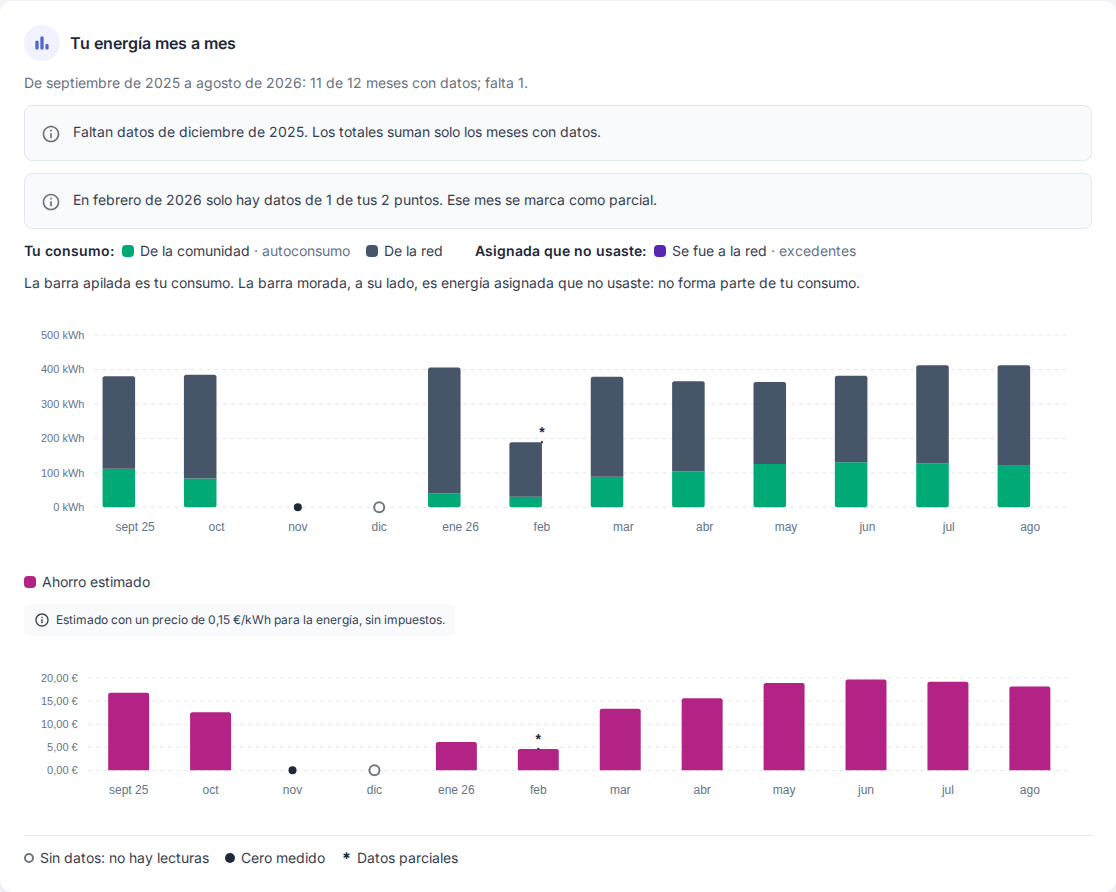 Tu energía mes a mes
De septiembre de 2025 a agosto de 2026: 11 de 12 meses con datos; falta 1.
Faltan datos de diciembre de 2025. Los totales suman solo los meses con datos.
En febrero de 2026 solo hay datos de 1 de tus 2 puntos. Ese mes se marca como parcial.
Tu consumo: De la comunidad · autoconsumo De la red Asignada que no usaste: Se fue a la red · excedentes
La barra apilada es tu consumo. La barra morada, a su lado, es energía asignada que no usaste: no forma parte de tu consumo.
500 kWh
400 kWh
300 kWh
200 kWh
100 kWh
0 kWh
*
sept 25 oct nov dic ene 26 feb mar abr may jun jul ago
Ahorro estimado
Estimado con un precio de 0,15 €/kWh para la energía, sin impuestos.
20,00 €
15,00 €
10,00 €
5,00 €
0,00 €
*
sept 25 oct nov dic ene 26 feb mar abr may jun jul ago
Sin datos: no hay lecturas Cero medido * Datos parciales